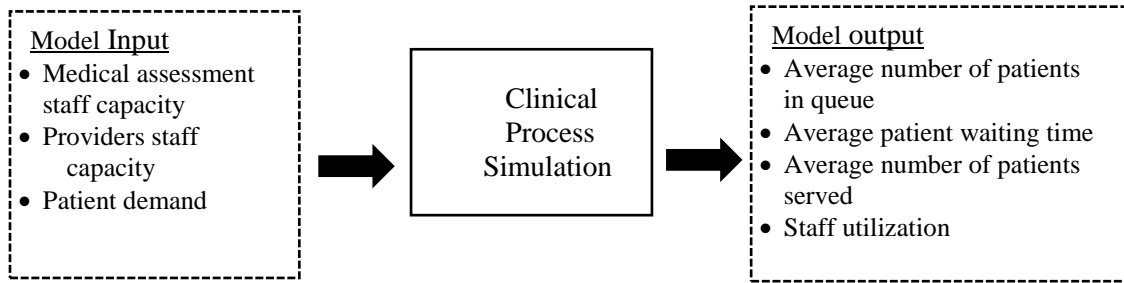 Model Input
• Medical assessment
staff capacity
• Providers staff
capacity
• Patient demand
Clinical
Process
Simulation
Model output
• Average number of patients
in queue
• Average patient waiting time
• Average number of patients
served
• Staff utilization